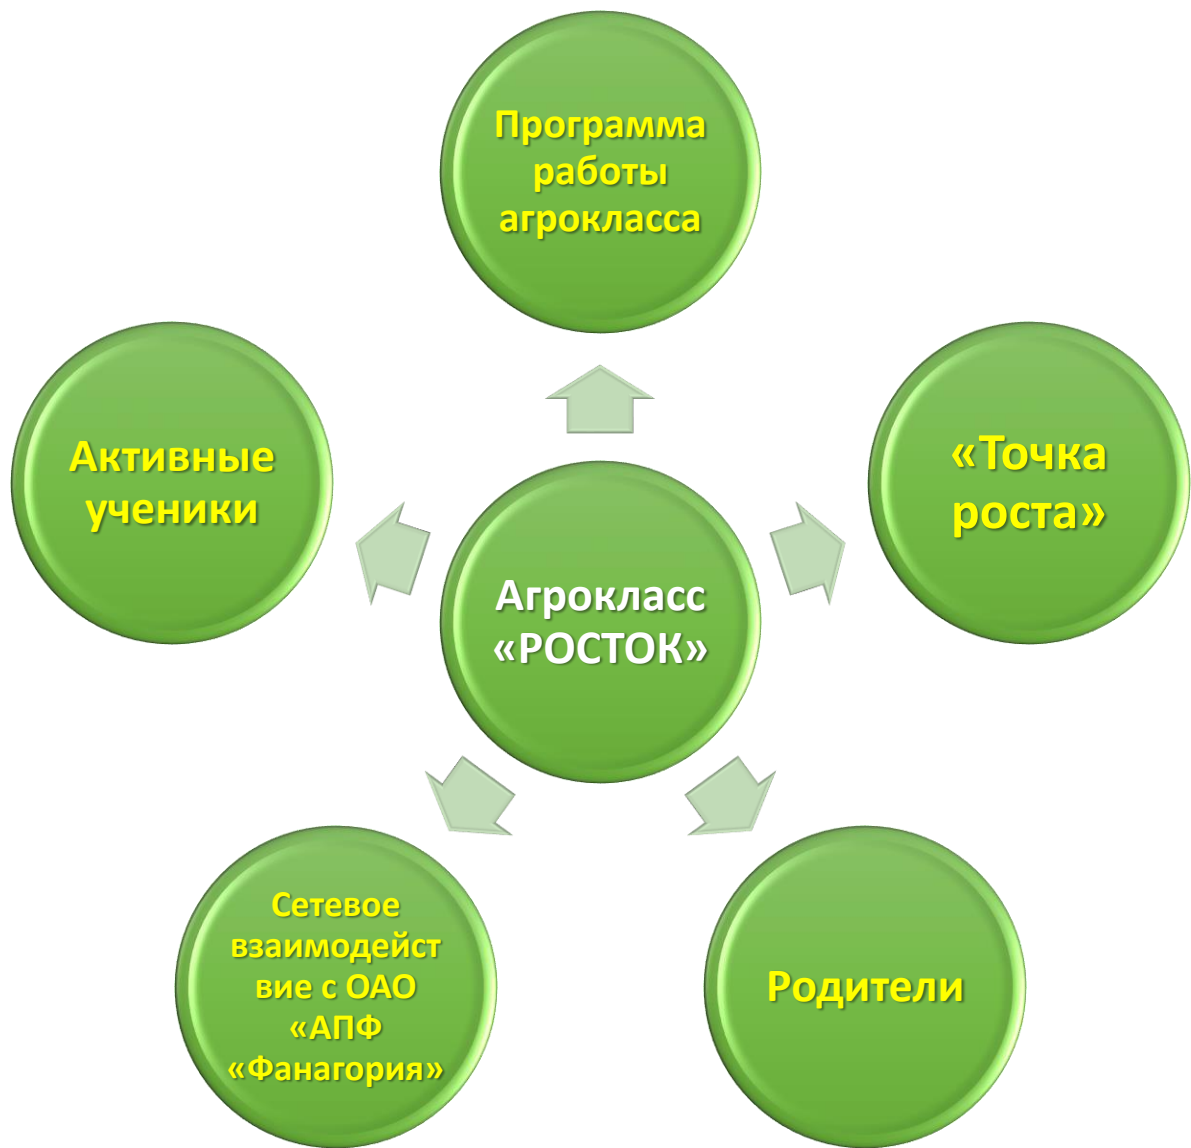 Программа
работы
агрокласса
Активные
ученики
«Точка
роста»
Агрокласс
«РОСТОК»
Сетевое
взаимодейст
вие с ОАО
«АПФ
«Фанагория»
Родители